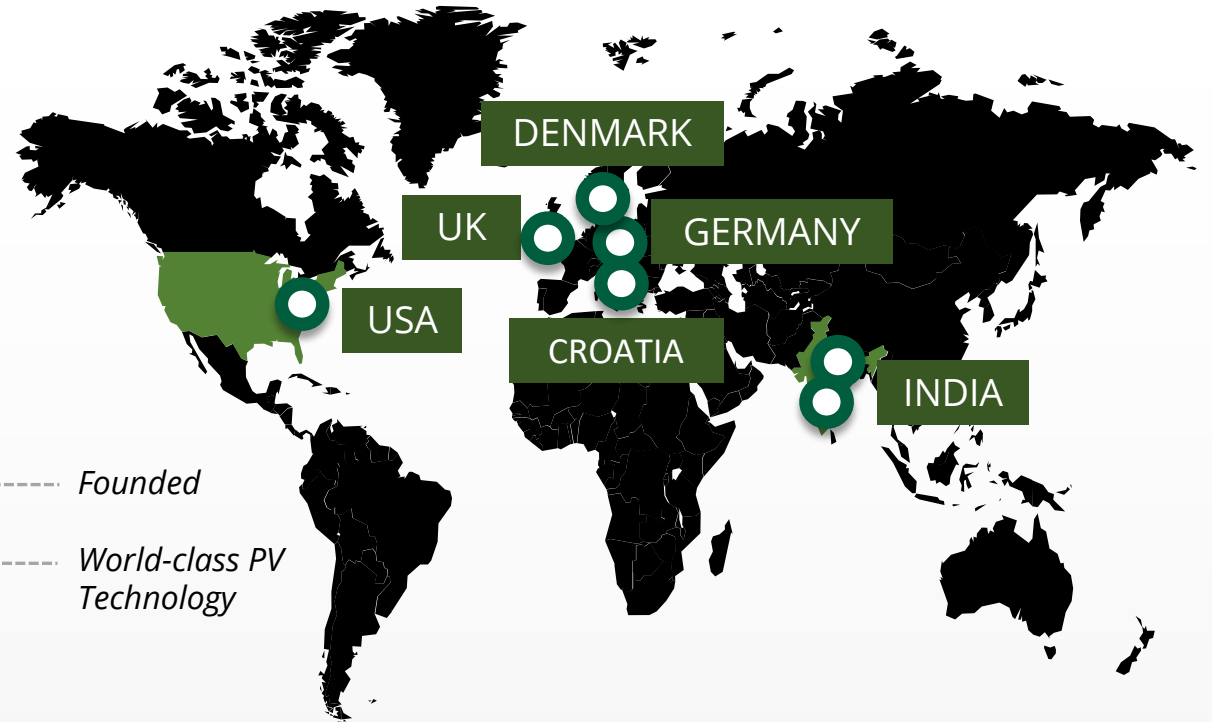 DENMARK
UK
GERMANY
USA
CROATIA
INDIA
Founded
World-class PV
Technology